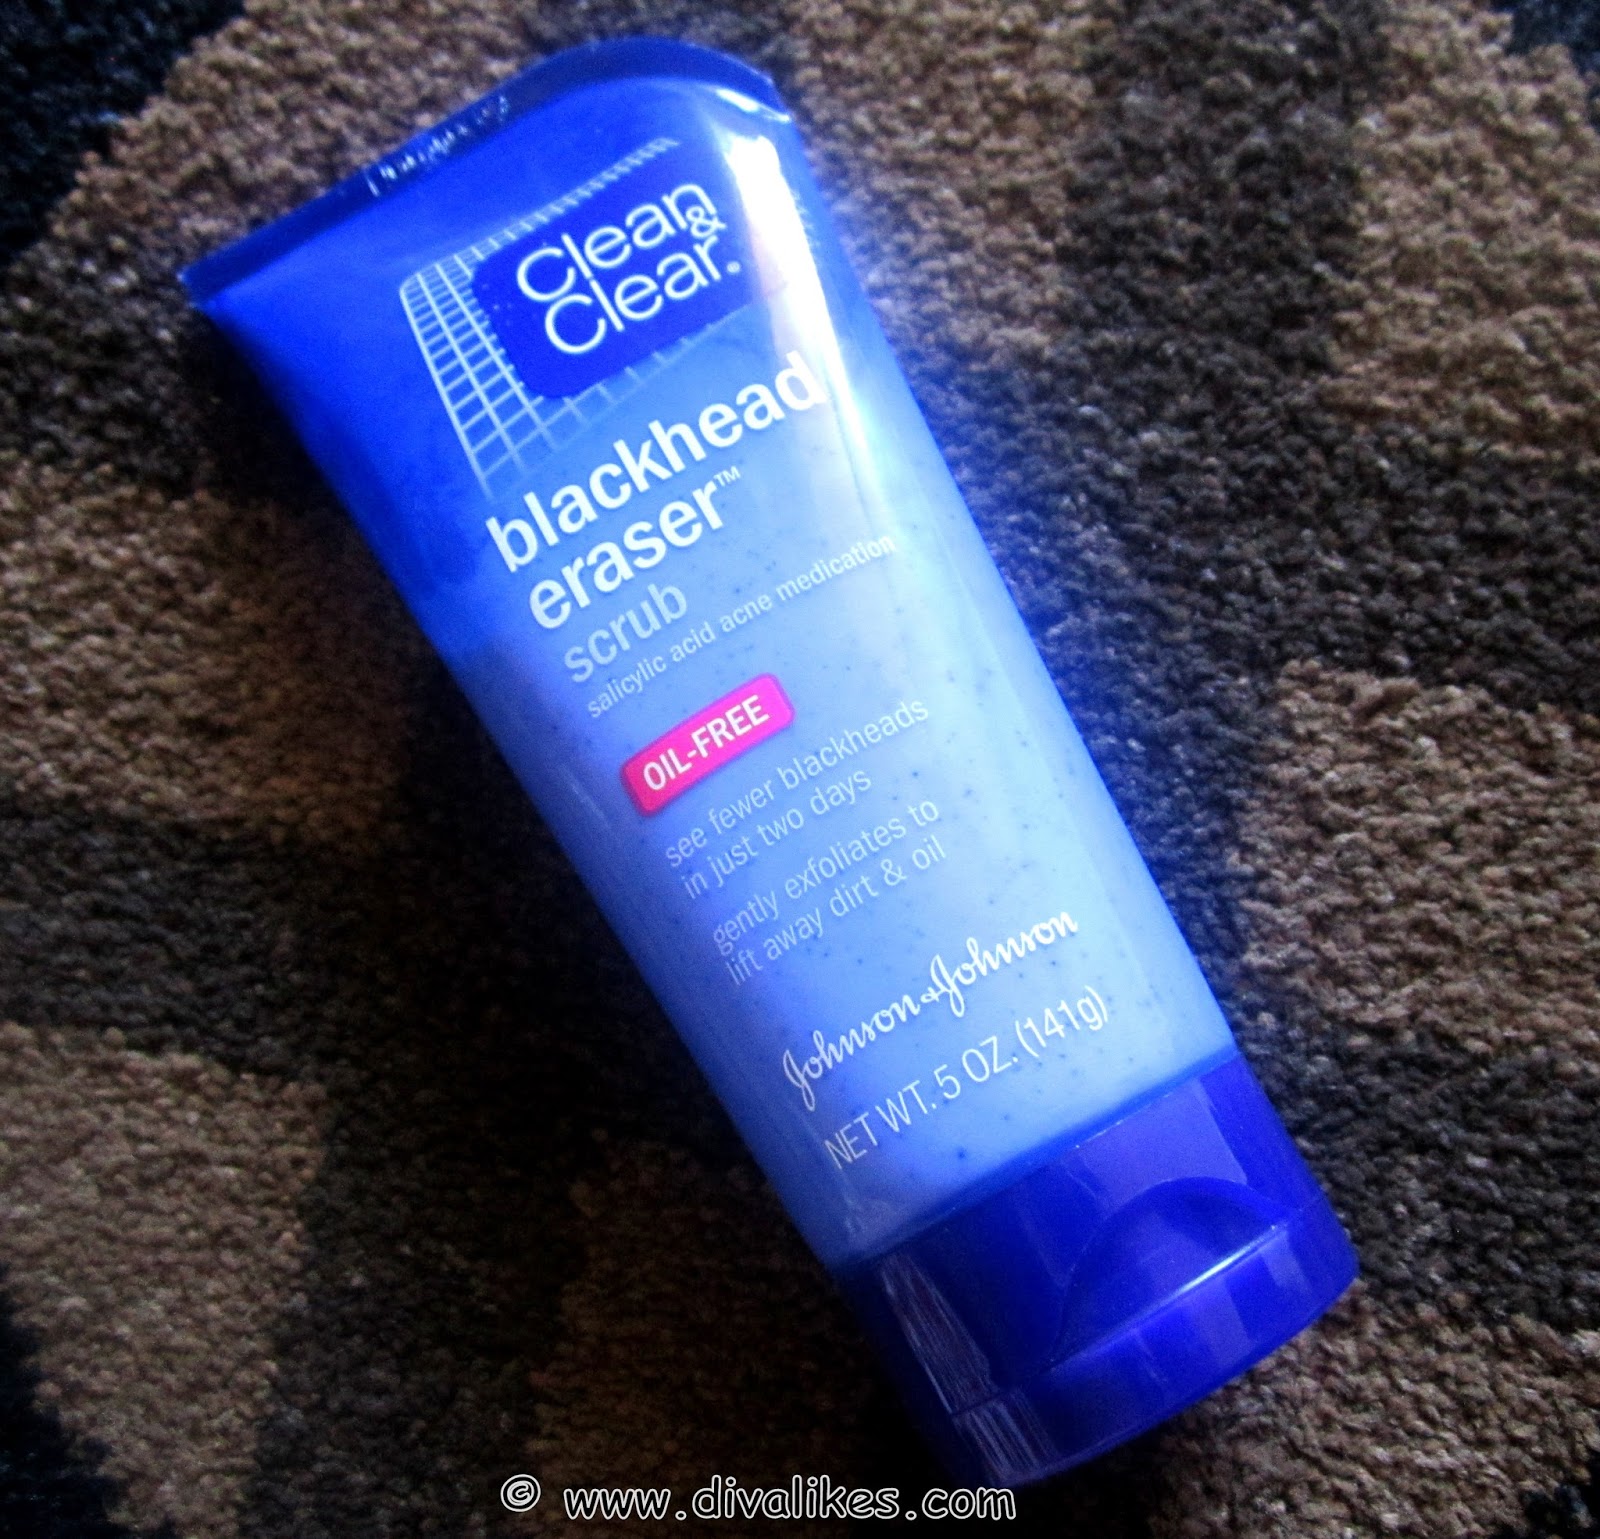 Clean &
Clear®
blackhead
eraser™
scrub
salicylic acid acne medication
OIL-FREE
see fewer blackheads
in just two days
gently exfoliates to
lift away dirt & oil
Johnson & Johnson
NET WT. 5 OZ. (141g)
© www.divalikes.com